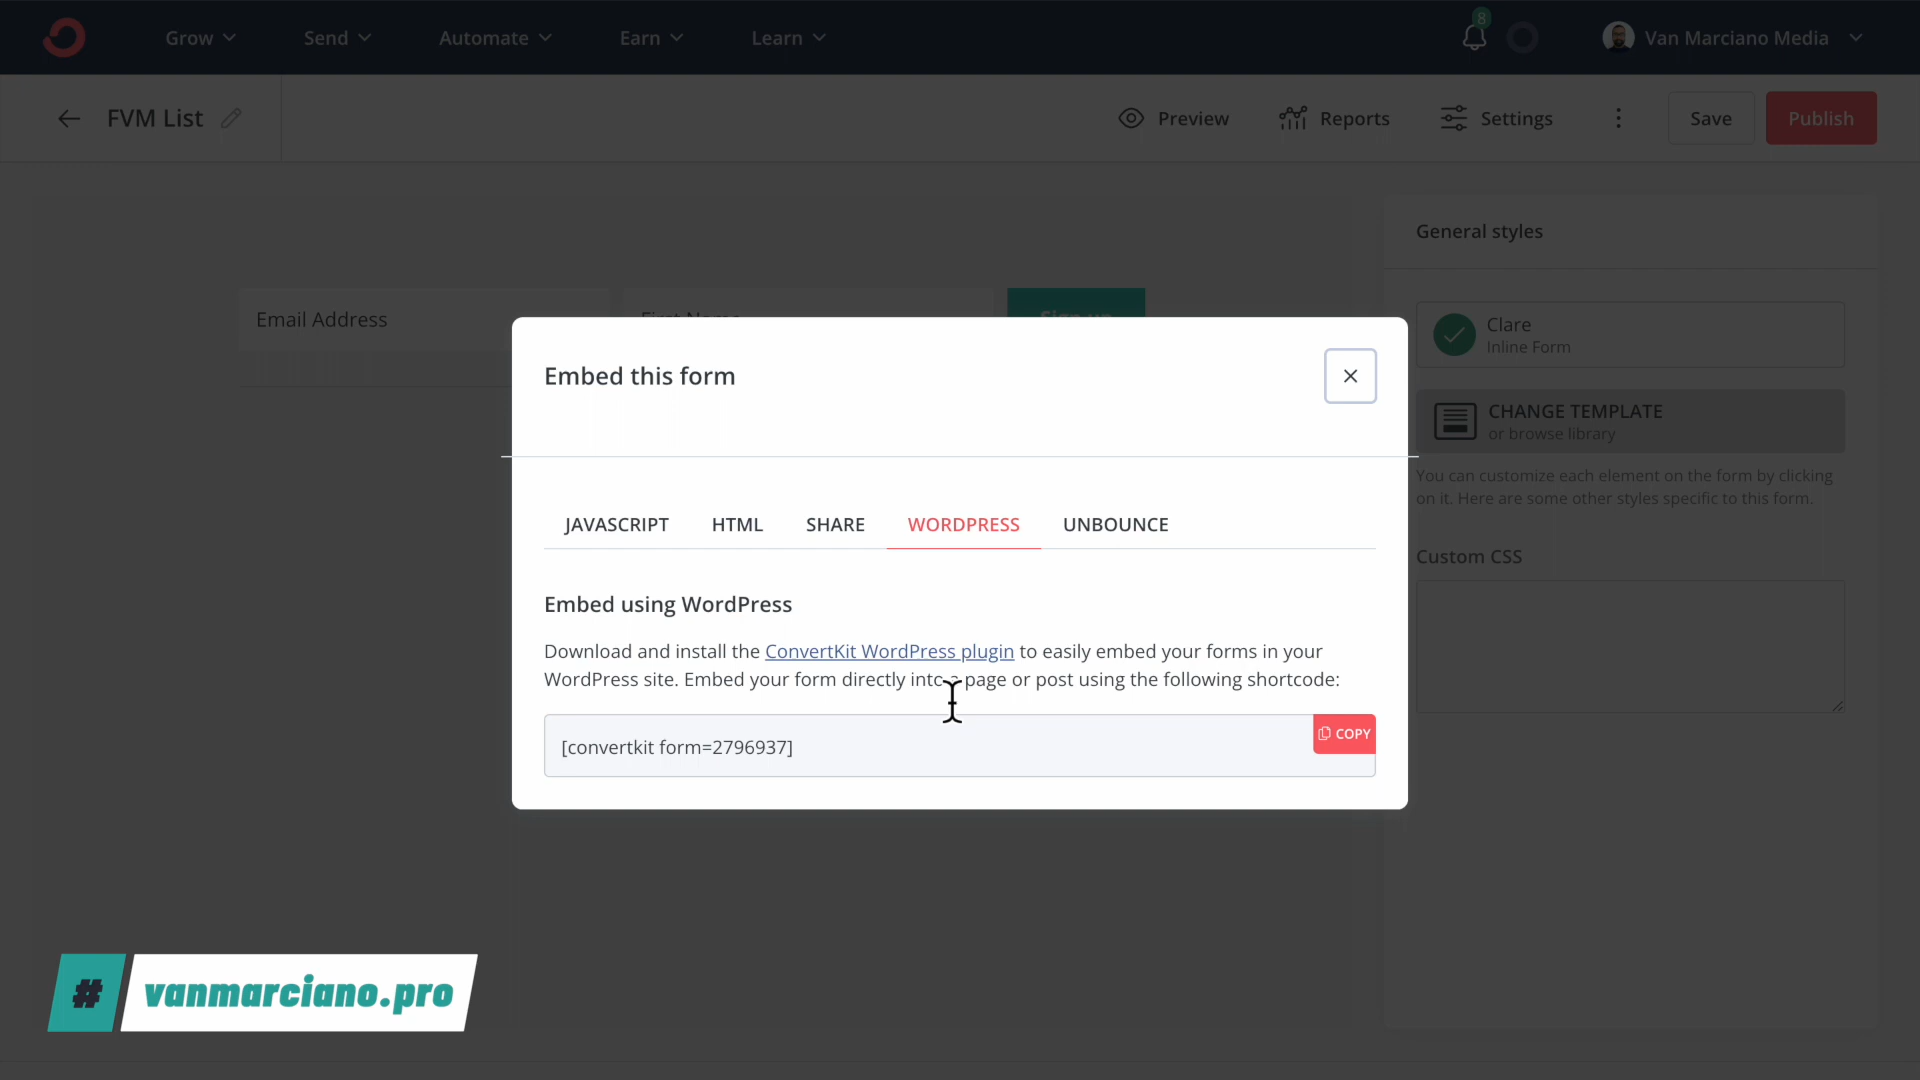 Grow
Send
Automate
Earn
Learn
8
Van Marciano Media
FVM List
Preview
Reports
Settings
Save
Publish
General styles
Email Address
First Name
Sign up
Clare
Inline Form
CHANGE TEMPLATE
or browse library
You can customize each element on the form by clicking
on it. Here are some other styles specific to this form.
Custom CSS
Embed this form
JAVASCRIPT
HTML
SHARE
WORDPRESS
UNBOUNCE
Embed using WordPress
Download and install the ConvertKit WordPress plugin to easily embed your forms in your
WordPress site. Embed your form directly into a page or post using the following shortcode:
[convertkit form=2796937]
COPY
# vanmarciano.pro